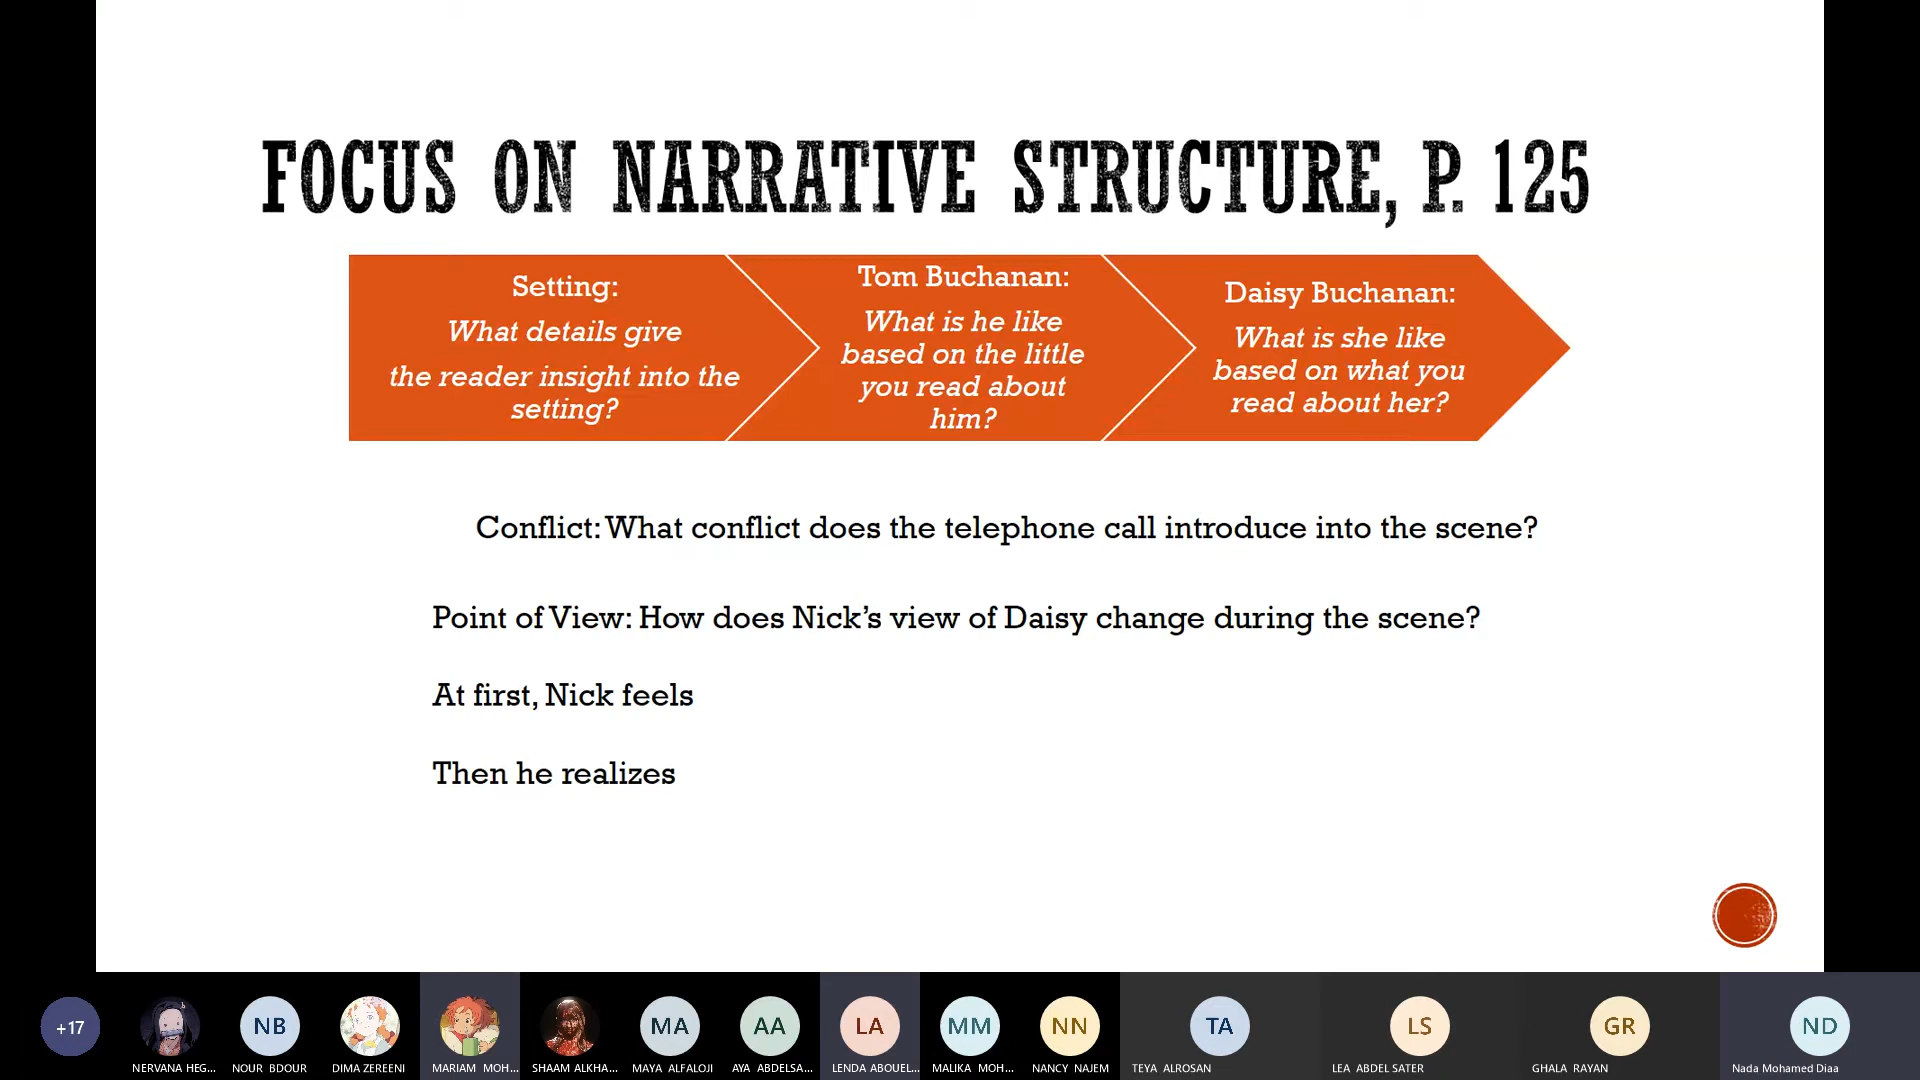 FOCUS ON NARRATIVE STRUCTURE, P. 125
Setting:
What details give
the reader insight into the
setting?
Tom Buchanan:
What is he like
based on the little
you read about
him?
Daisy Buchanan:
What is she like
based on what you
read about her?
Conflict: What conflict does the telephone call introduce into the scene?
Point of View: How does Nick's view of Daisy change during the scene?
At first, Nick feels
Then he realizes
+17
NB
MA
AA
LA
MM
NN
TA
LS
GR
ND
NERVANA HEG...
NOUR BDOUR
DIMA ZEREENI
MARIAM MOH...
SHAAM ALKHA...
MAYA ALFALOJI
AYA ABDELSA...
LENDA ABOUEL...
MALIKA MOH...
NANCY NAJEM
TEYA ALROSAN
LEA ABDEL SATER
GHALA RAYAN
Nada Mohamed Diaa